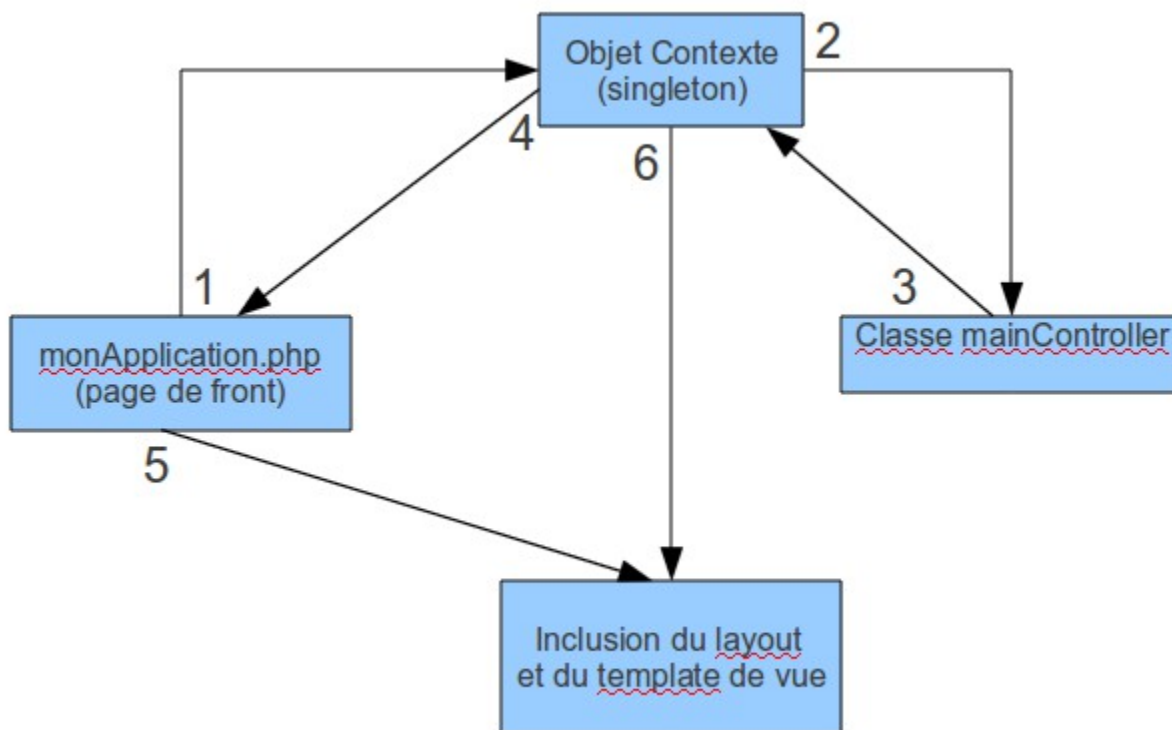 Objet Contexte
(singleton)
2
4
6
1
3
monApplication.php
(page de front)
Classe mainController
5
Inclusion du layout
et du template de vue